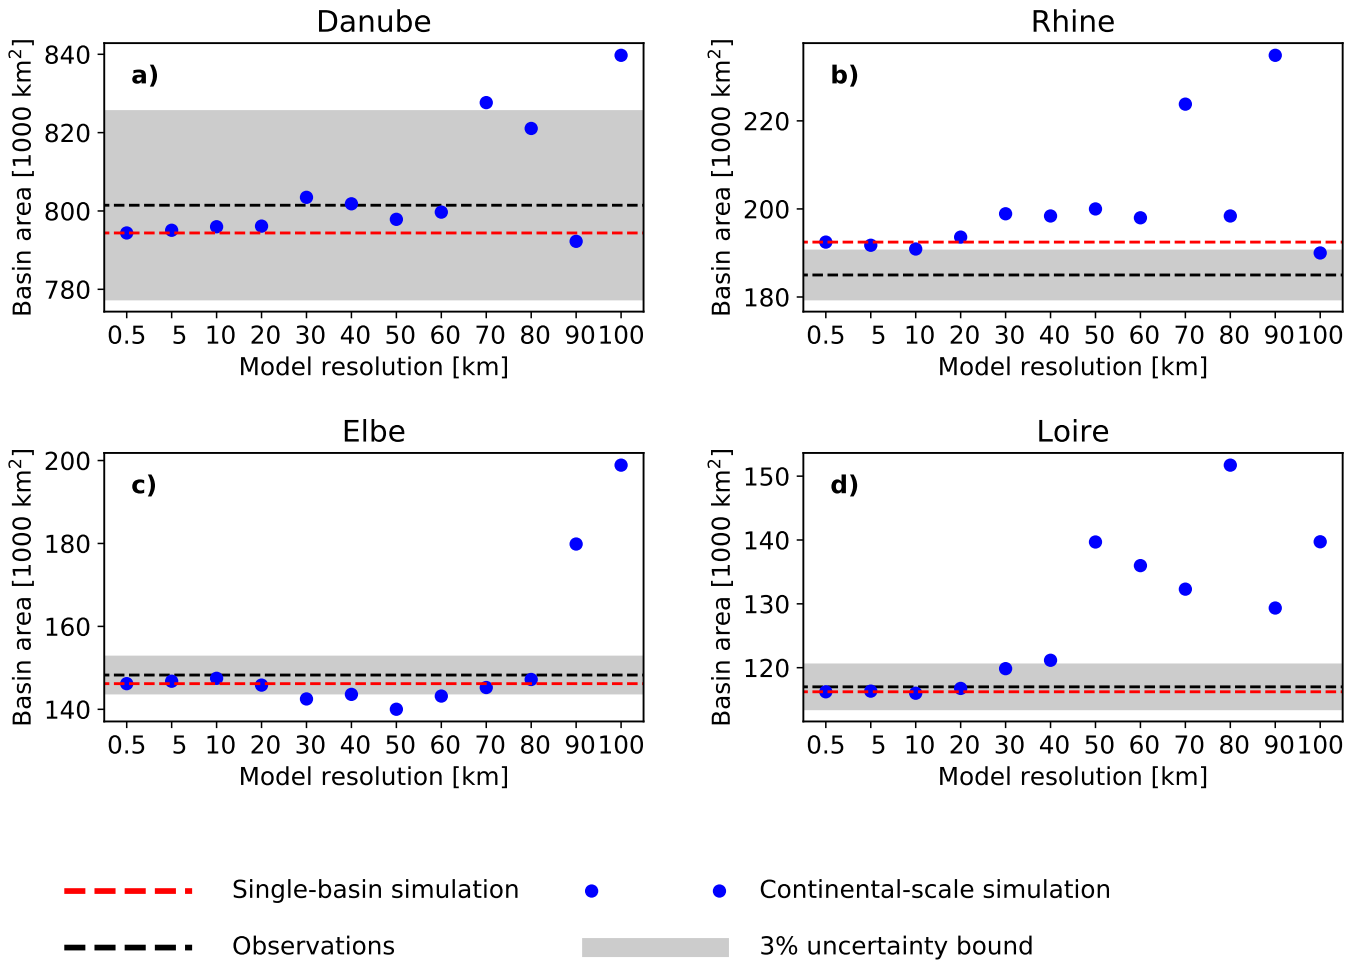 Danube
Basin area [1000 km²]
840
820
800
780
a)
0.5 5 10 20 30 40 50 60 70 80 90 100
Model resolution [km]
Rhine
Basin area [1000 km²]
220
200
180
b)
0.5 5 10 20 30 40 50 60 70 80 90 100
Model resolution [km]
Elbe
Basin area [1000 km²]
200
180
160
140
c)
0.5 5 10 20 30 40 50 60 70 80 90 100
Model resolution [km]
Loire
Basin area [1000 km²]
150
140
130
120
d)
0.5 5 10 20 30 40 50 60 70 80 90 100
Model resolution [km]
Single-basin simulation
Continental-scale simulation
Observations
3% uncertainty bound